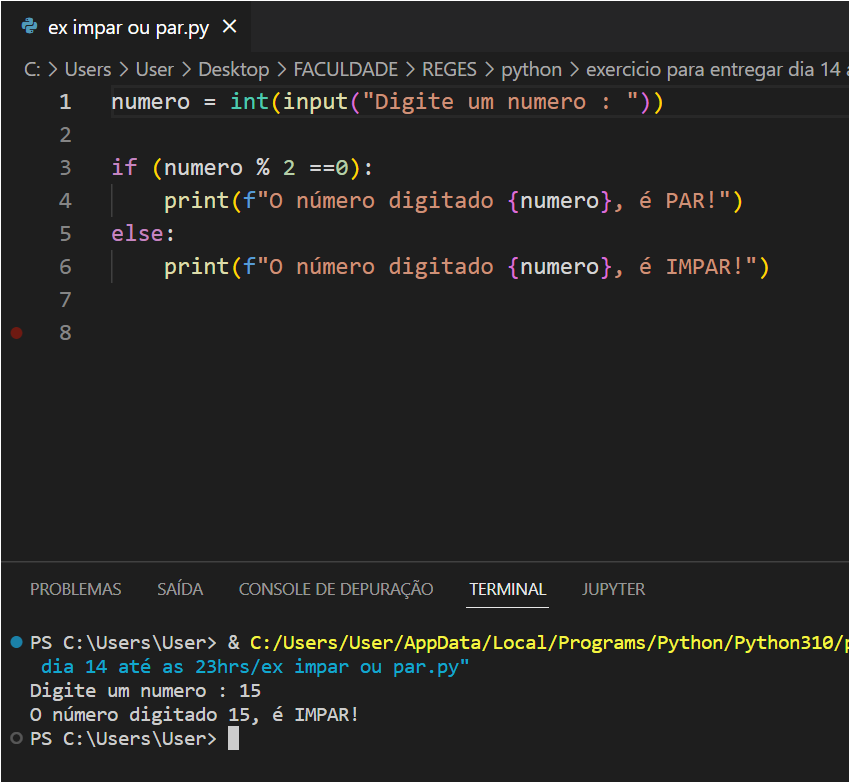 ex impar ou par.py ×
C: > Users > User > Desktop > FACULDADE > REGES > python > exercicio para entregar dia 14
1 numero = int(input("Digite um numero : "))
2
3 if (numero % 2 ==0):
4     print(f"O número digitado {numero}, é PAR!")
5 else:
6     print(f"O número digitado {numero}, é IMPAR!")
7
8
PROBLEMAS SAÍDA CONSOLE DE DEPURAÇÃO TERMINAL JUPYTER
PS C:\Users\User> & C:/Users/User/AppData/Local/Programs/Python/Python310/
dia 14 até as 23hrs/ex impar ou par.py"
Digite um numero : 15
O número digitado 15, é IMPAR!
PS C:\Users\User>